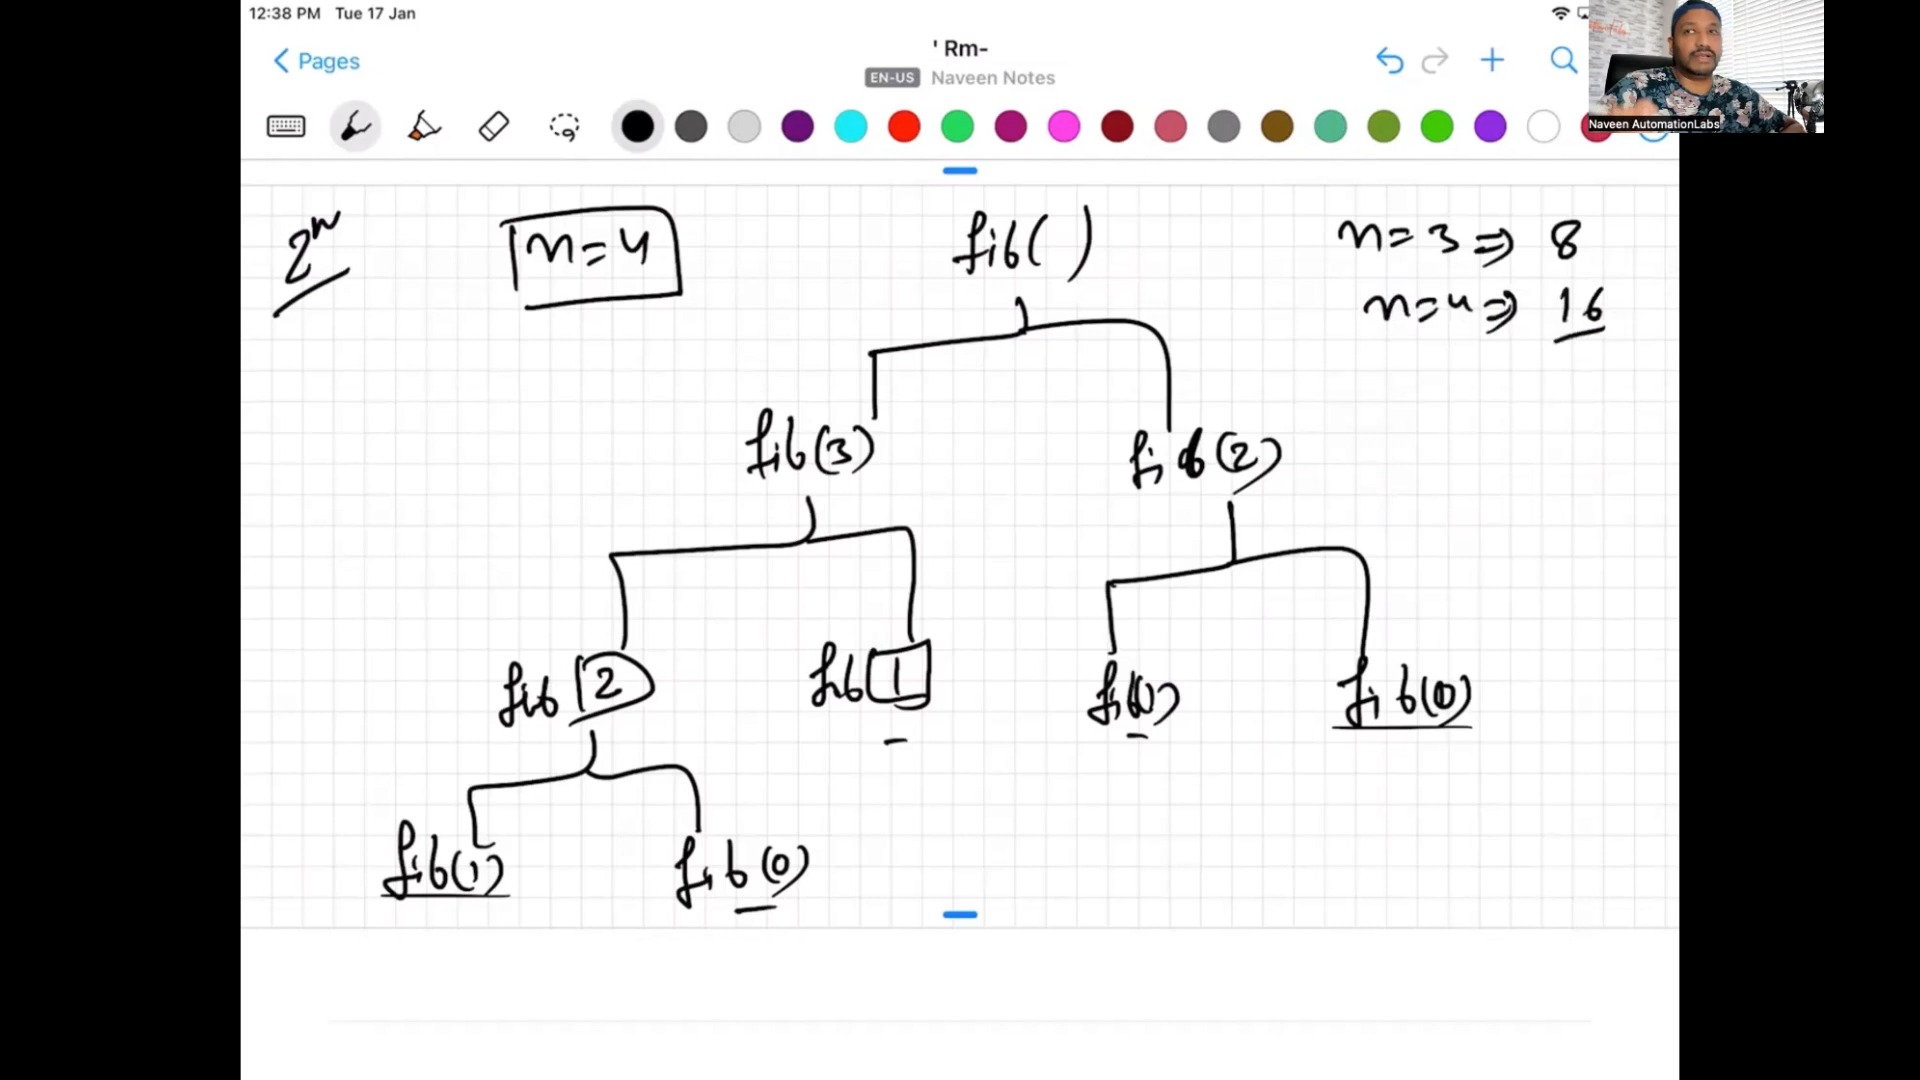 12:38 PM Tue 17 Jan
Pages
' Rm-
EN-US Naveen Notes
Naveen AutomationLabs
2ⁿ
n=4
fib( )
n=3 ⇒ 8
n=4 ⇒ 16
fib(3)
fib(2)
fib(2)
fib 1
fib(1)
fib(0)
fib(1)
fib(0)